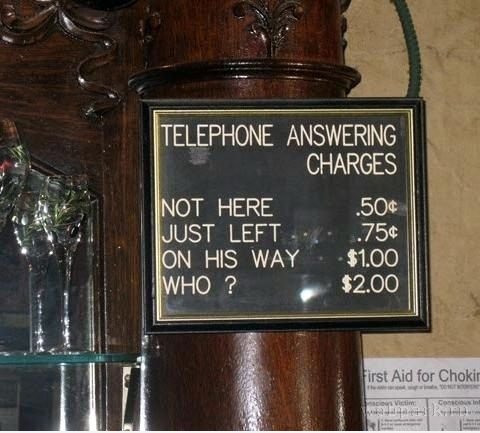 TELEPHONE ANSWERING
CHARGES
NOT HERE .50¢
JUST LEFT .75¢
ON HIS WAY $1.00
WHO ? $2.00
First Aid for Choking
Conscious Victim: